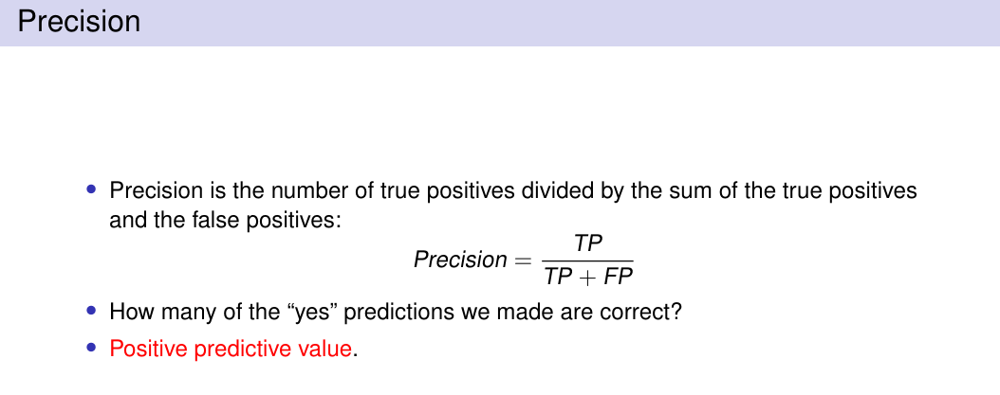 Precision
• Precision is the number of true positives divided by the sum of the true positives
and the false positives:
Precision = TP / (TP + FP)
• How many of the “yes” predictions we made are correct?
• Positive predictive value.